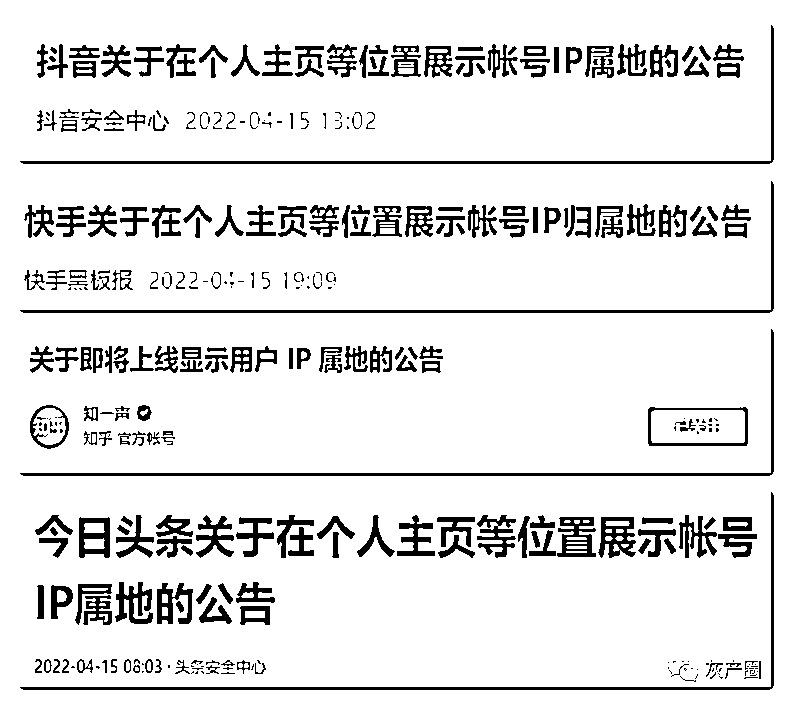 抖音关于在个人主页等位置展示帐号IP属地的公告
抖音安全中心 2022-04-15 13:02
快手关于在个人主页等位置展示帐号IP归属地的公告
快手黑板报 2022-04-15 19:09
关于即将上线显示用户 IP 属地的公告
知一声
知乎 官方帐号
今日头条关于在个人主页等位置展示帐号
IP属地的公告
2022-04-15 08:03 · 头条安全中心
灰产圈